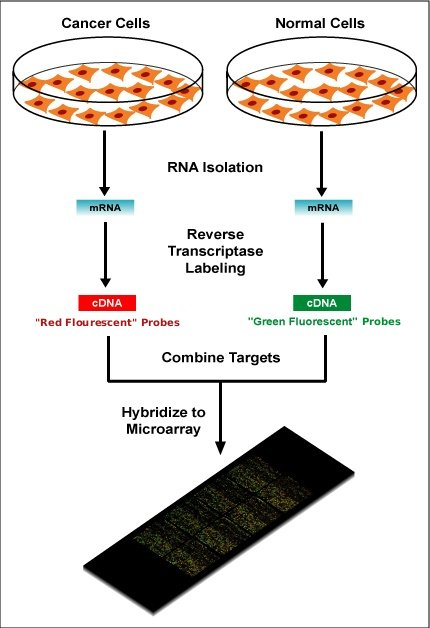 Cancer Cells
Normal Cells
RNA Isolation
mRNA
mRNA
Reverse
Transcriptase
Labeling
cDNA
cDNA
"Red Flourescent" Probes
"Green Fluorescent" Probes
Combine Targets
Hybridize to
Microarray